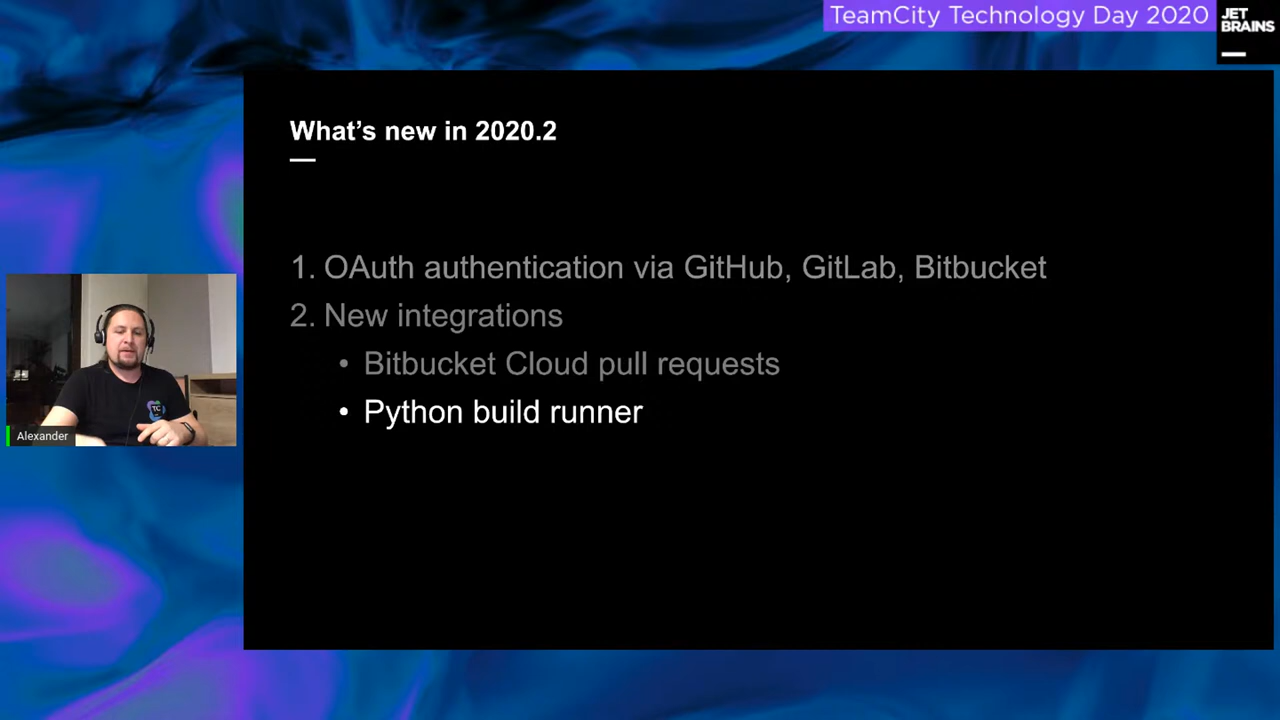 TeamCity Technology Day 2020
JET
BRAINS
What's new in 2020.2
1. OAuth authentication via GitHub, GitLab, Bitbucket
2. New integrations
• Bitbucket Cloud pull requests
• Python build runner
TC
Alexander